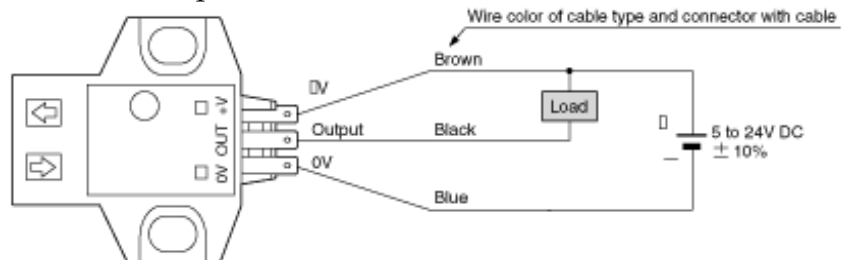 Wire color of cable type and connector with cable
Brown
▯V
Load
+V
Output
Black
▯
5 to 24V DC
OUT
0V
—
± 10%
0V
Blue